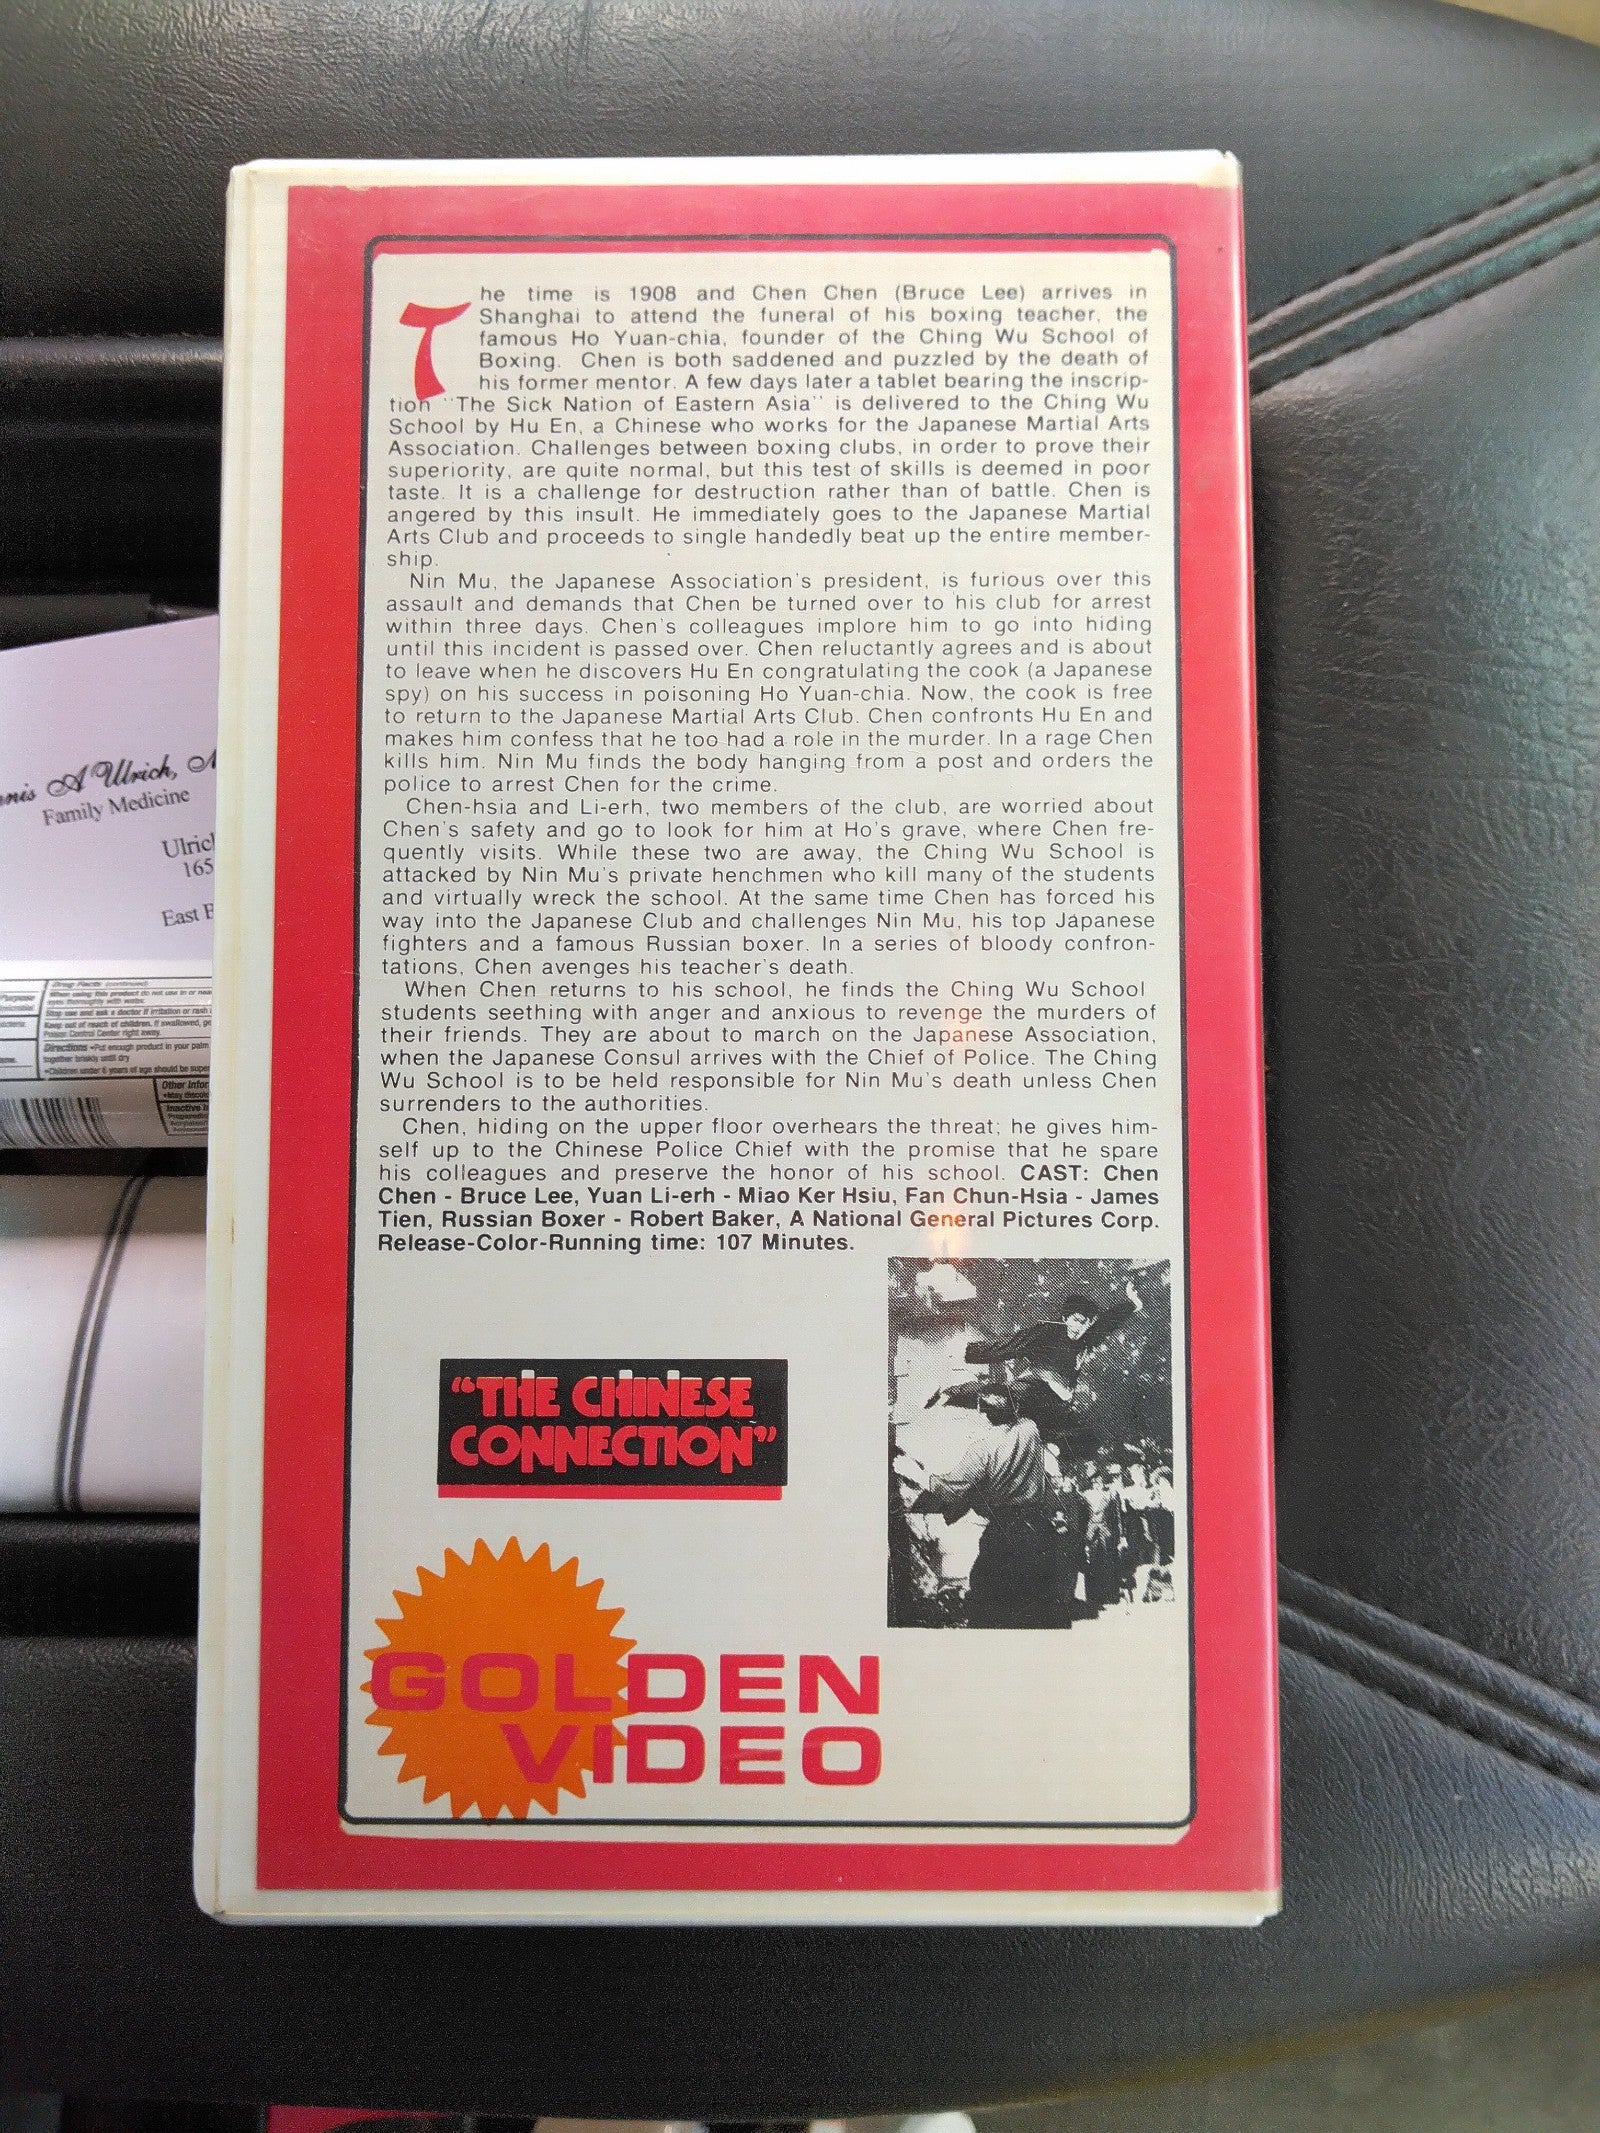 The time is 1908 and Chen Chen (Bruce Lee) arrives in
Shanghai to attend the funeral of his boxing teacher, the
famous Ho Yuan-chia, founder of the Ching Wu School of
Boxing. Chen is both saddened and puzzled by the death of
his former mentor. A few days later a tablet bearing the inscrip-
tion "The Sick Nation of Eastern Asia" is delivered to the Ching Wu
School by Hu En, a Chinese who works for the Japanese Martial Arts
Association. Challenges between boxing clubs, in order to prove their
superiority, are quite normal, but this test of skills is deemed in poor
taste. It is a challenge for destruction rather than of battle. Chen is
angered by this insult. He immediately goes to the Japanese Martial
Arts Club and proceeds to single handedly beat up the entire member-
ship.
Nin Mu, the Japanese Association's president, is furious over this
assault and demands that Chen be turned over to his club for arrest
within three days. Chen's colleagues implore him to go into hiding
until this incident is passed over. Chen reluctantly agrees and is about
to leave when he discovers Hu En congratulating the cook (a Japanese
spy) on his success in poisoning Ho Yuan-chia. Now, the cook is free
to return to the Japanese Martial Arts Club. Chen confronts Hu En and
makes him confess that he too had a role in the murder. In a rage Chen
kills him. Nin Mu finds the body hanging from a post and orders the
police to arrest Chen for the crime.
Chen-hsia and Li-erh, two members of the club, are worried about
Chen's safety and go to look for him at Ho's grave, where Chen fre-
quently visits. While these two are away, the Ching Wu School is
attacked by Nin Mu's private henchmen who kill many of the students
and virtually wreck the school. At the same time Chen has forced his
way into the Japanese Club and challenges Nin Mu, his top Japanese
fighters and a famous Russian boxer. In a series of bloody confron-
tations, Chen avenges his teacher's death.
When Chen returns to his school, he finds the Ching Wu School
students seething with anger and anxious to revenge the murders of
their friends. They are about to march on the Japanese Association,
when the Japanese Consul arrives with the Chief of Police. The Ching
Wu School is to be held responsible for Nin Mu's death unless Chen
surrenders to the authorities.
Chen, hiding on the upper floor overhears the threat; he gives him-
self up to the Chinese Police Chief with the promise that he spare
his colleagues and preserve the honor of his school. CAST: Chen
Chen - Bruce Lee, Yuan Li-erh - Miao Ker Hsiu, Fan Chun-Hsia - James
Tien, Russian Boxer - Robert Baker, A National General Pictures Corp.
Release-Color-Running time: 107 Minutes.
"THE CHINESE
CONNECTION"
GOLDEN
VIDEO
A Ulrich,
Family Medicine
165
East
Drug Facts (continued)
Directions
Other Infor